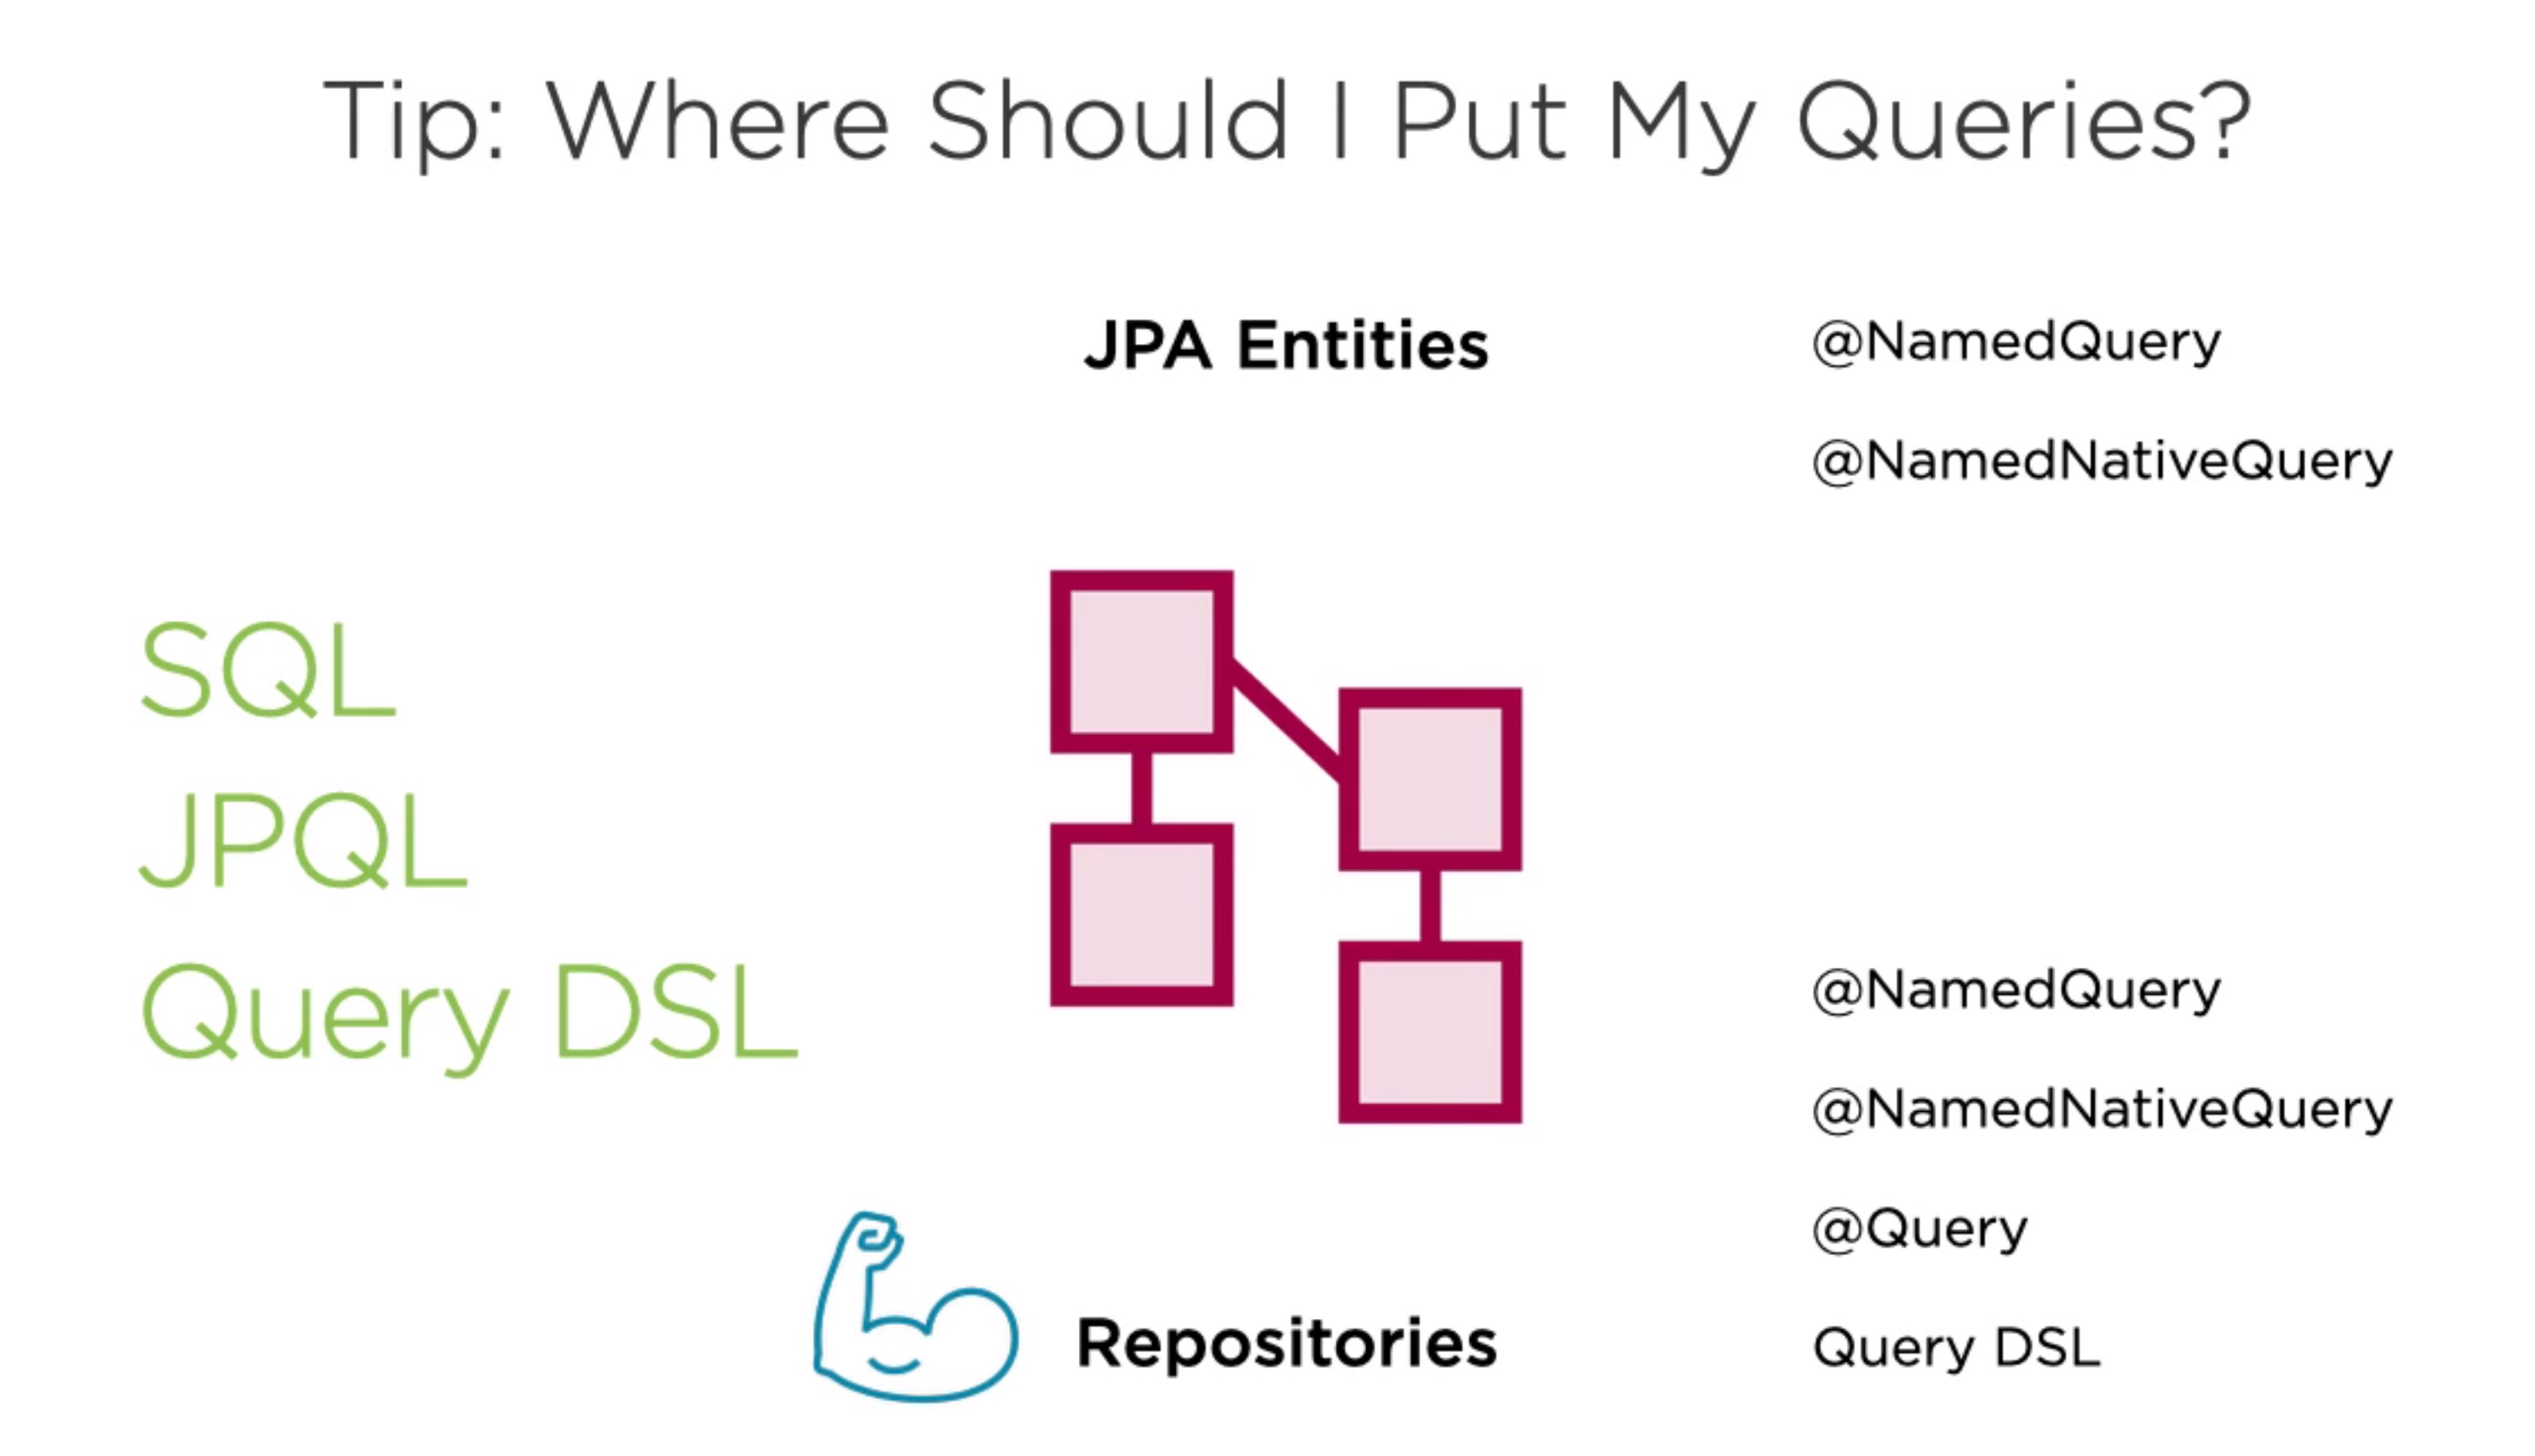 Tip: Where Should I Put My Queries?
JPA Entities
@NamedQuery
@NamedNativeQuery
SQL
JPQL
Query DSL
@NamedQuery
@NamedNativeQuery
@Query
Repositories
Query DSL